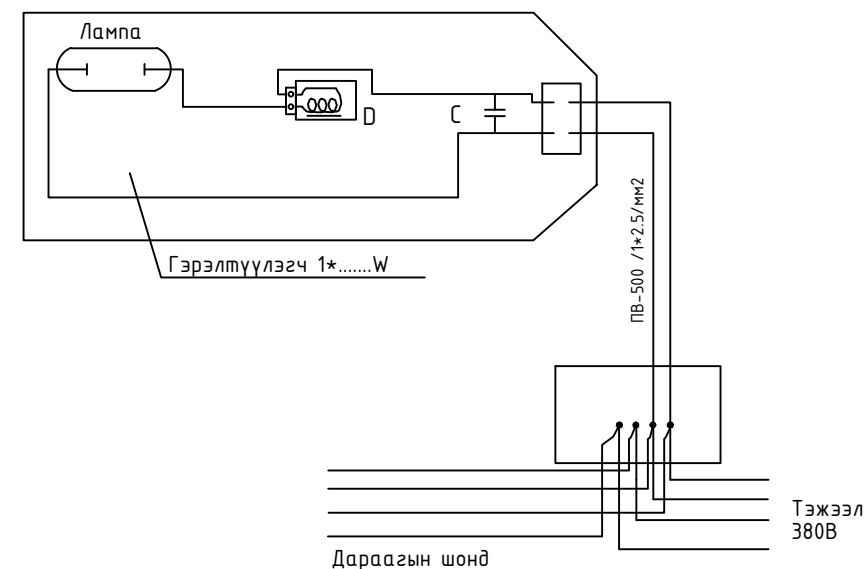 Лампа
D
C
Гэрэлтүүлэгч 1*.......W
ПВ-500 /1*2.5/мм2
Тэжээл
380В
Дараагын шонд